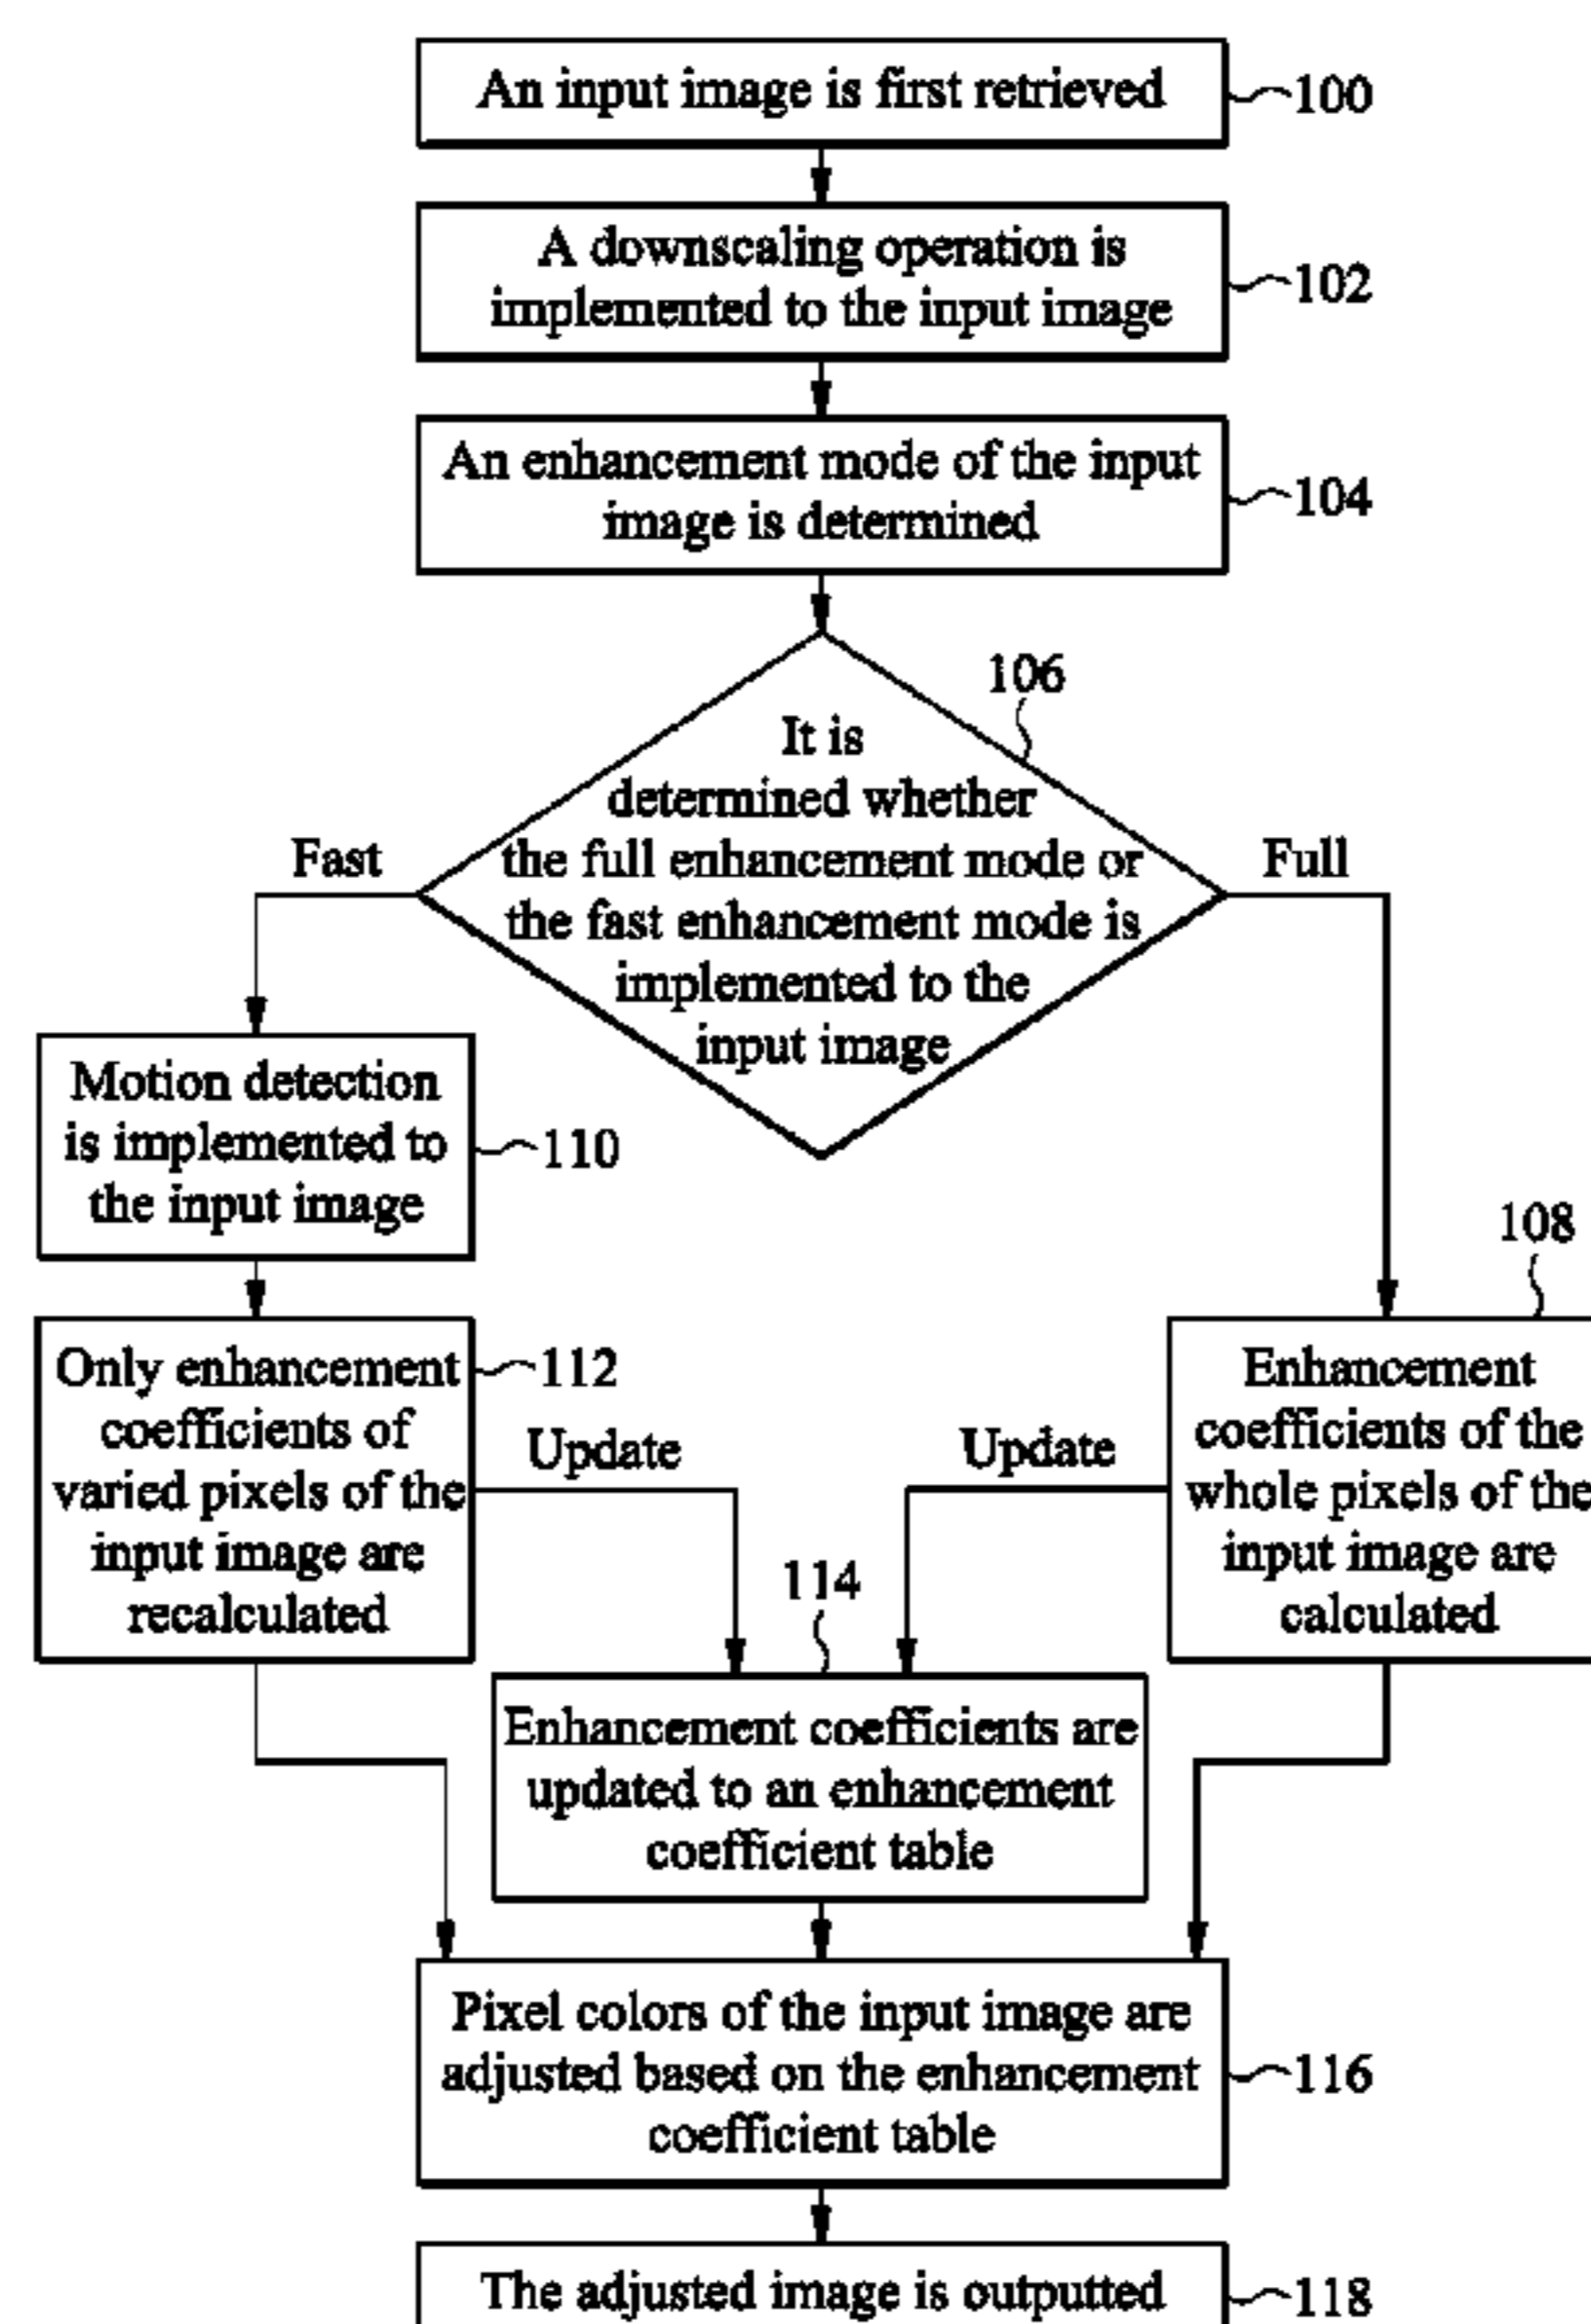 An input image is first retrieved
100
A downscaling operation is
implemented to the input image
102
An enhancement mode of the input
image is determined
104
106
It is
determined whether
the full enhancement mode or
the fast enhancement mode is
implemented to the
input image
Fast
Full
Motion detection
is implemented to
the input image
110
108
Only enhancement
coefficients of
varied pixels of the
input image are
recalculated
112
Update
Update
Enhancement
coefficients of the
whole pixels of the
input image are
calculated
114
Enhancement coefficients are
updated to an enhancement
coefficient table
Pixel colors of the input image are
adjusted based on the enhancement
coefficient table
116
The adjusted image is outputted
118